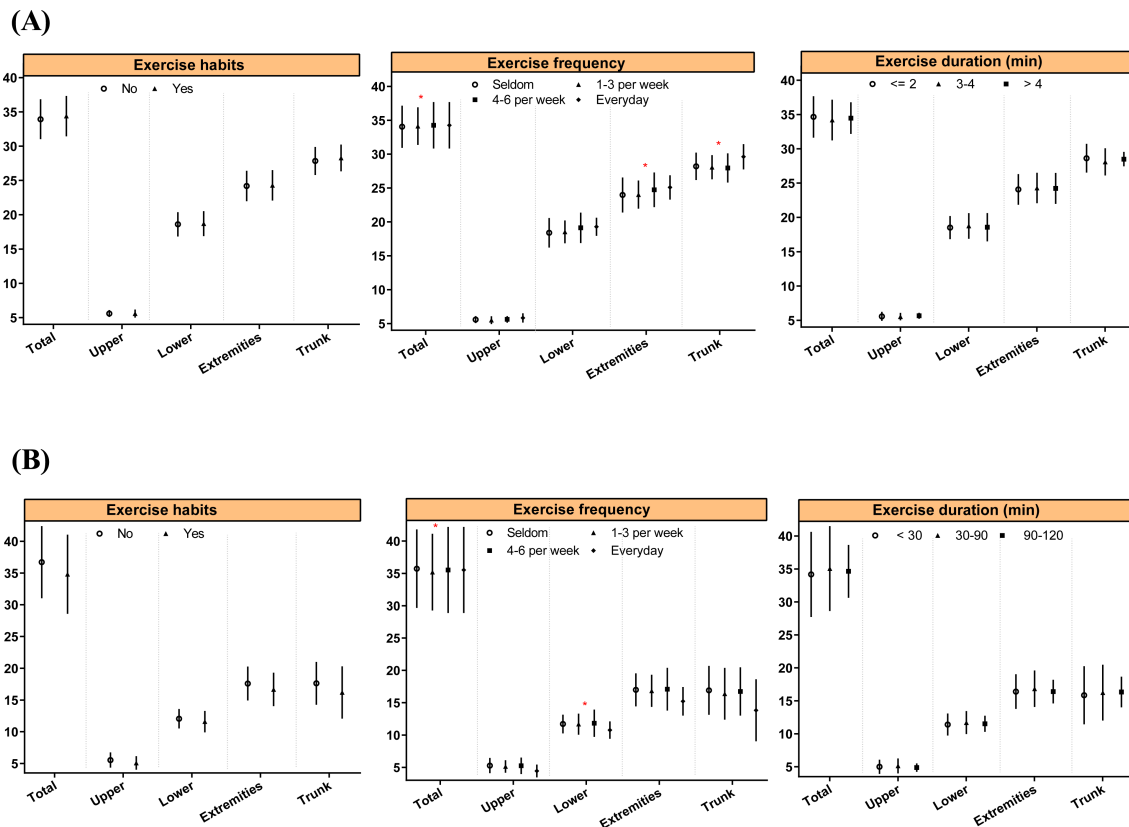 (A)
Exercise habits
No Yes
40
35
30
25
20
15
10
5
Total Upper Lower Extremities Trunk
Exercise frequency
Seldom 1-3 per week
4-6 per week Everyday
40
35
30
25
20
15
10
5
* * *
Total Upper Lower Extremities Trunk
Exercise duration (min)
<= 2 3-4 > 4
40
35
30
25
20
15
10
5
Total Upper Lower Extremities Trunk
(B)
Exercise habits
No Yes
40
35
30
25
20
15
10
5
Total Upper Lower Extremities Trunk
Exercise frequency
Seldom 1-3 per week
4-6 per week Everyday
40
35
30
25
20
15
10
5
* *
Total Upper Lower Extremities Trunk
Exercise duration (min)
< 30 30-90 90-120
40
35
30
25
20
15
10
5
Total Upper Lower Extremities Trunk